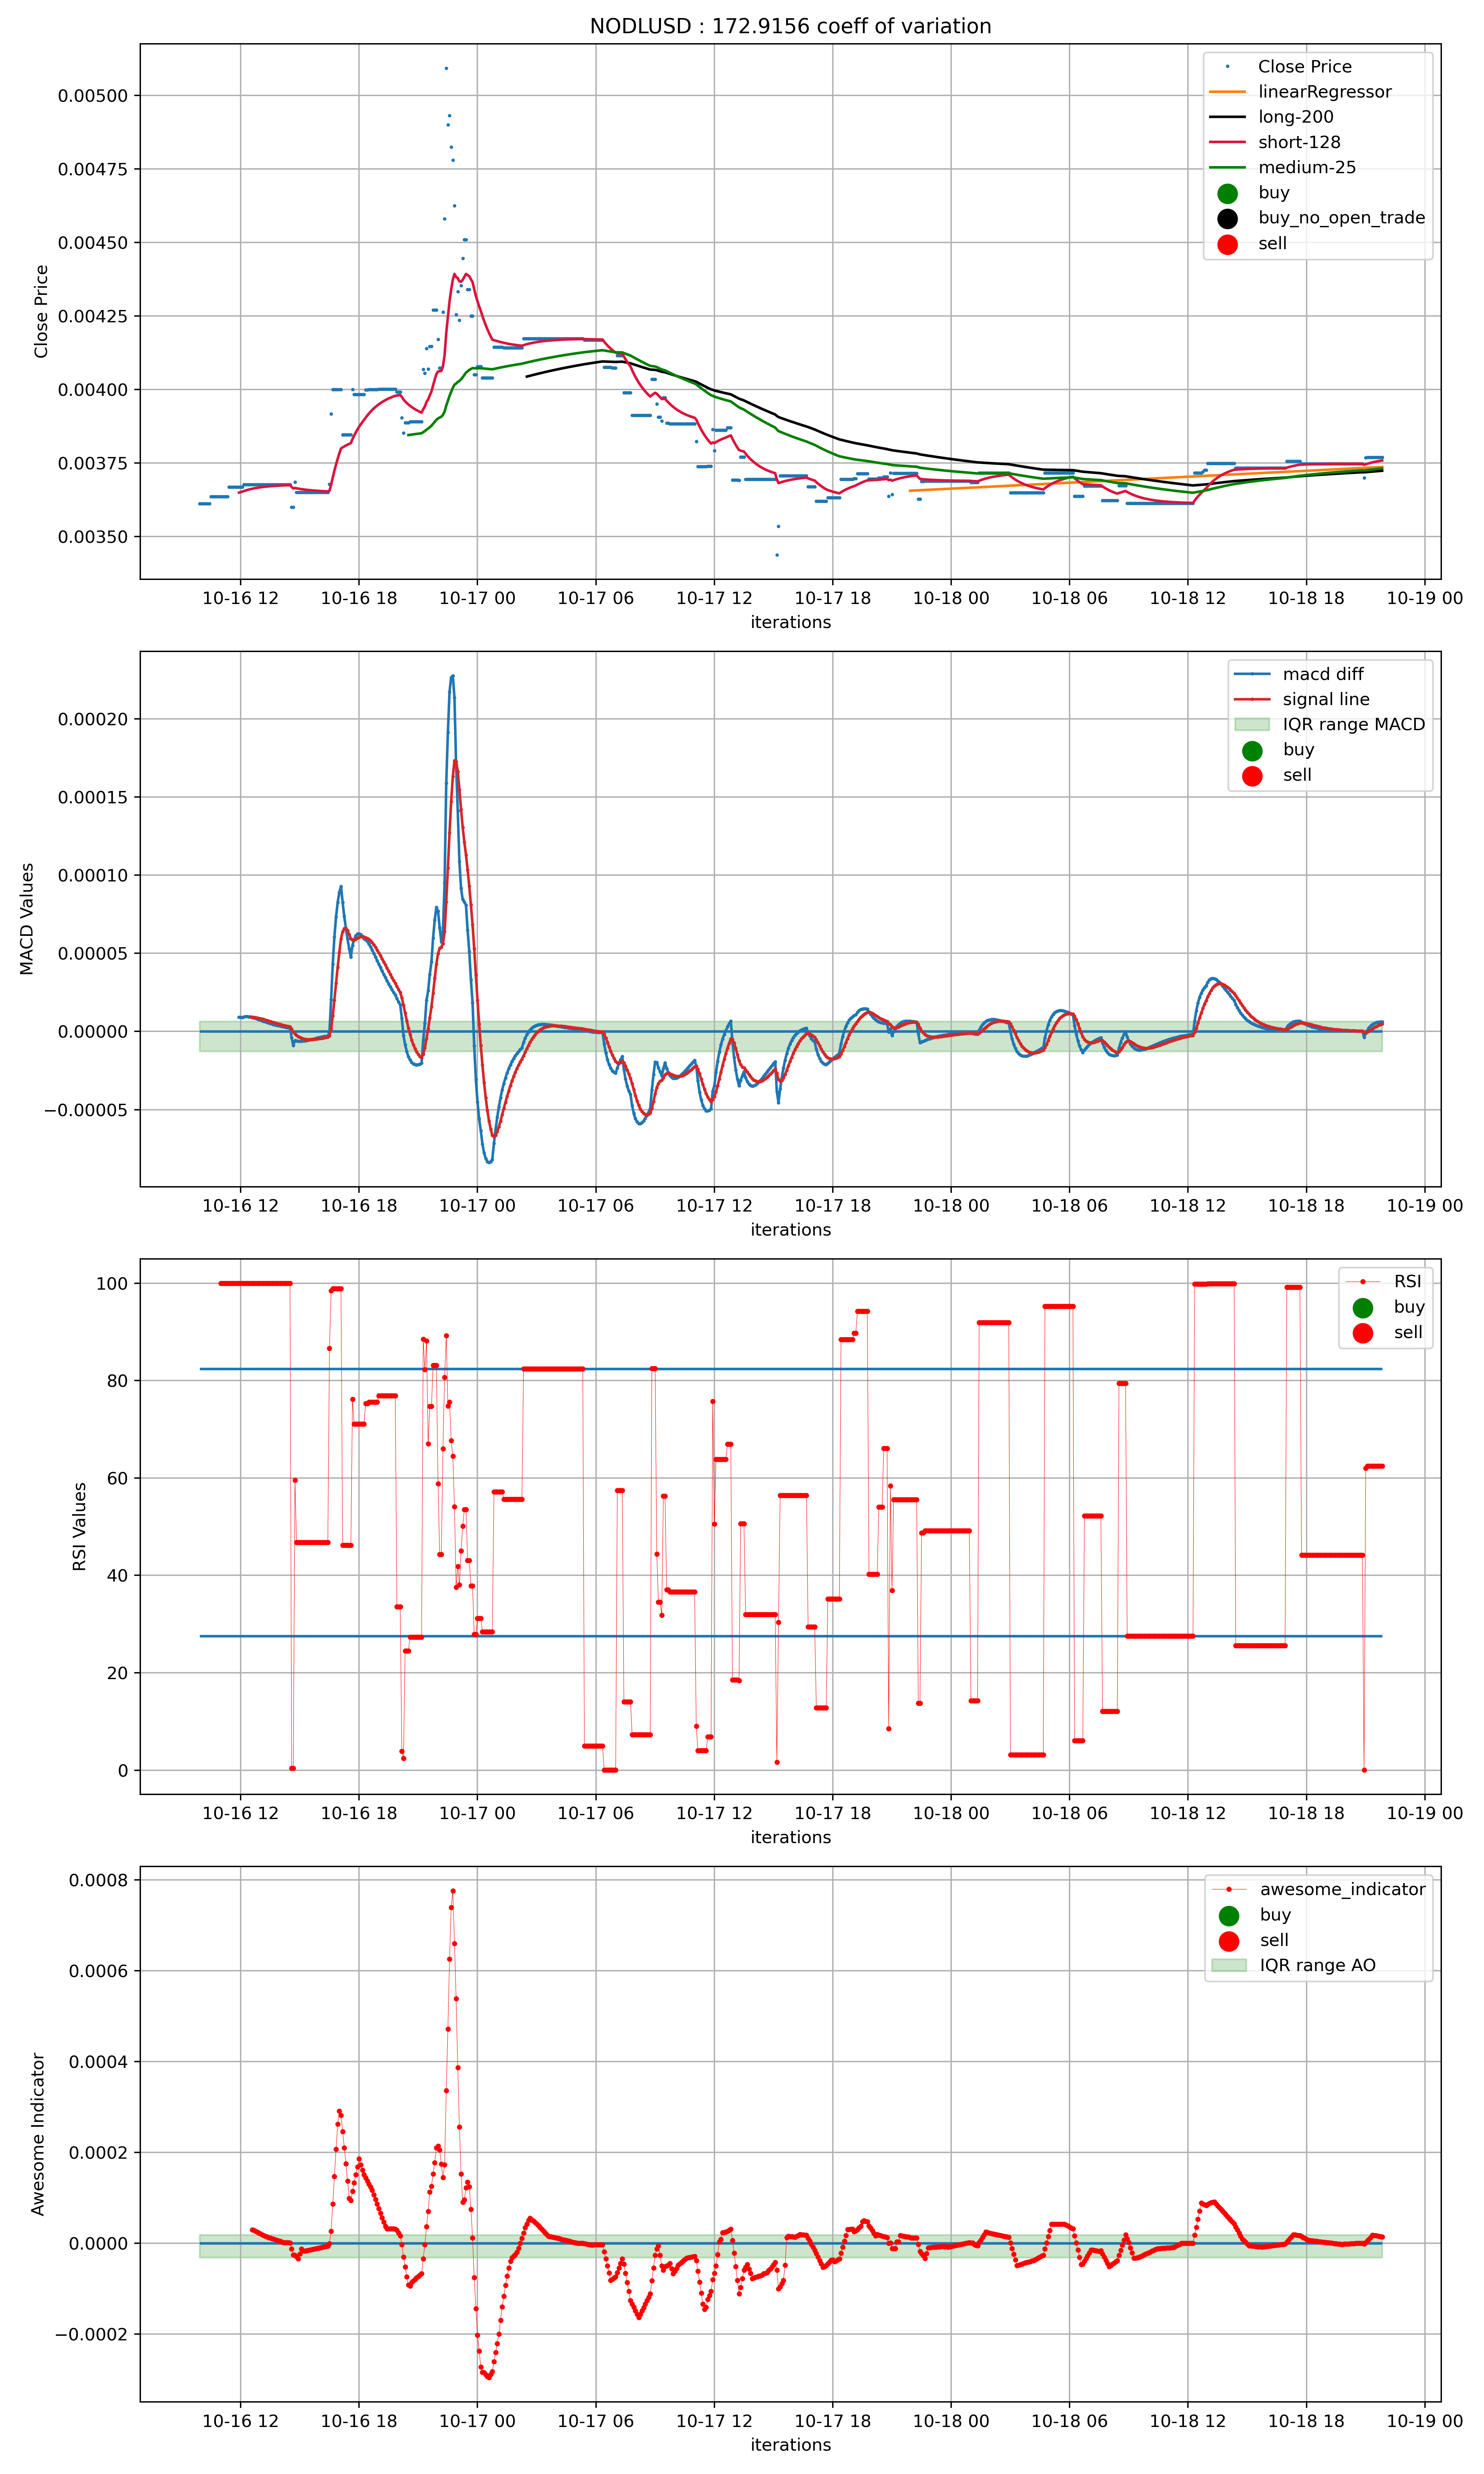 NODLUSD : 172.9156 coeff of variation
Close Price
linearRegressor
long-200
short-128
medium-25
buy
buy_no_open_trade
sell
0.00500
0.00475
0.00450
0.00425
0.00400
0.00375
0.00350
Close Price
10-16 12 10-16 18 10-17 00 10-17 06 10-17 12 10-17 18 10-18 00 10-18 06 10-18 12 10-18 18 10-19 00
iterations
macd diff
signal line
IQR range MACD
buy
sell
0.00020
0.00015
0.00010
0.00005
0.00000
−0.00005
MACD Values
10-16 12 10-16 18 10-17 00 10-17 06 10-17 12 10-17 18 10-18 00 10-18 06 10-18 12 10-18 18 10-19 00
iterations
RSI
buy
sell
100
80
60
40
20
0
RSI Values
10-16 12 10-16 18 10-17 00 10-17 06 10-17 12 10-17 18 10-18 00 10-18 06 10-18 12 10-18 18 10-19 00
iterations
awesome_indicator
buy
sell
IQR range AO
0.0008
0.0006
0.0004
0.0002
0.0000
−0.0002
Awesome Indicator
10-16 12 10-16 18 10-17 00 10-17 06 10-17 12 10-17 18 10-18 00 10-18 06 10-18 12 10-18 18 10-19 00
iterations